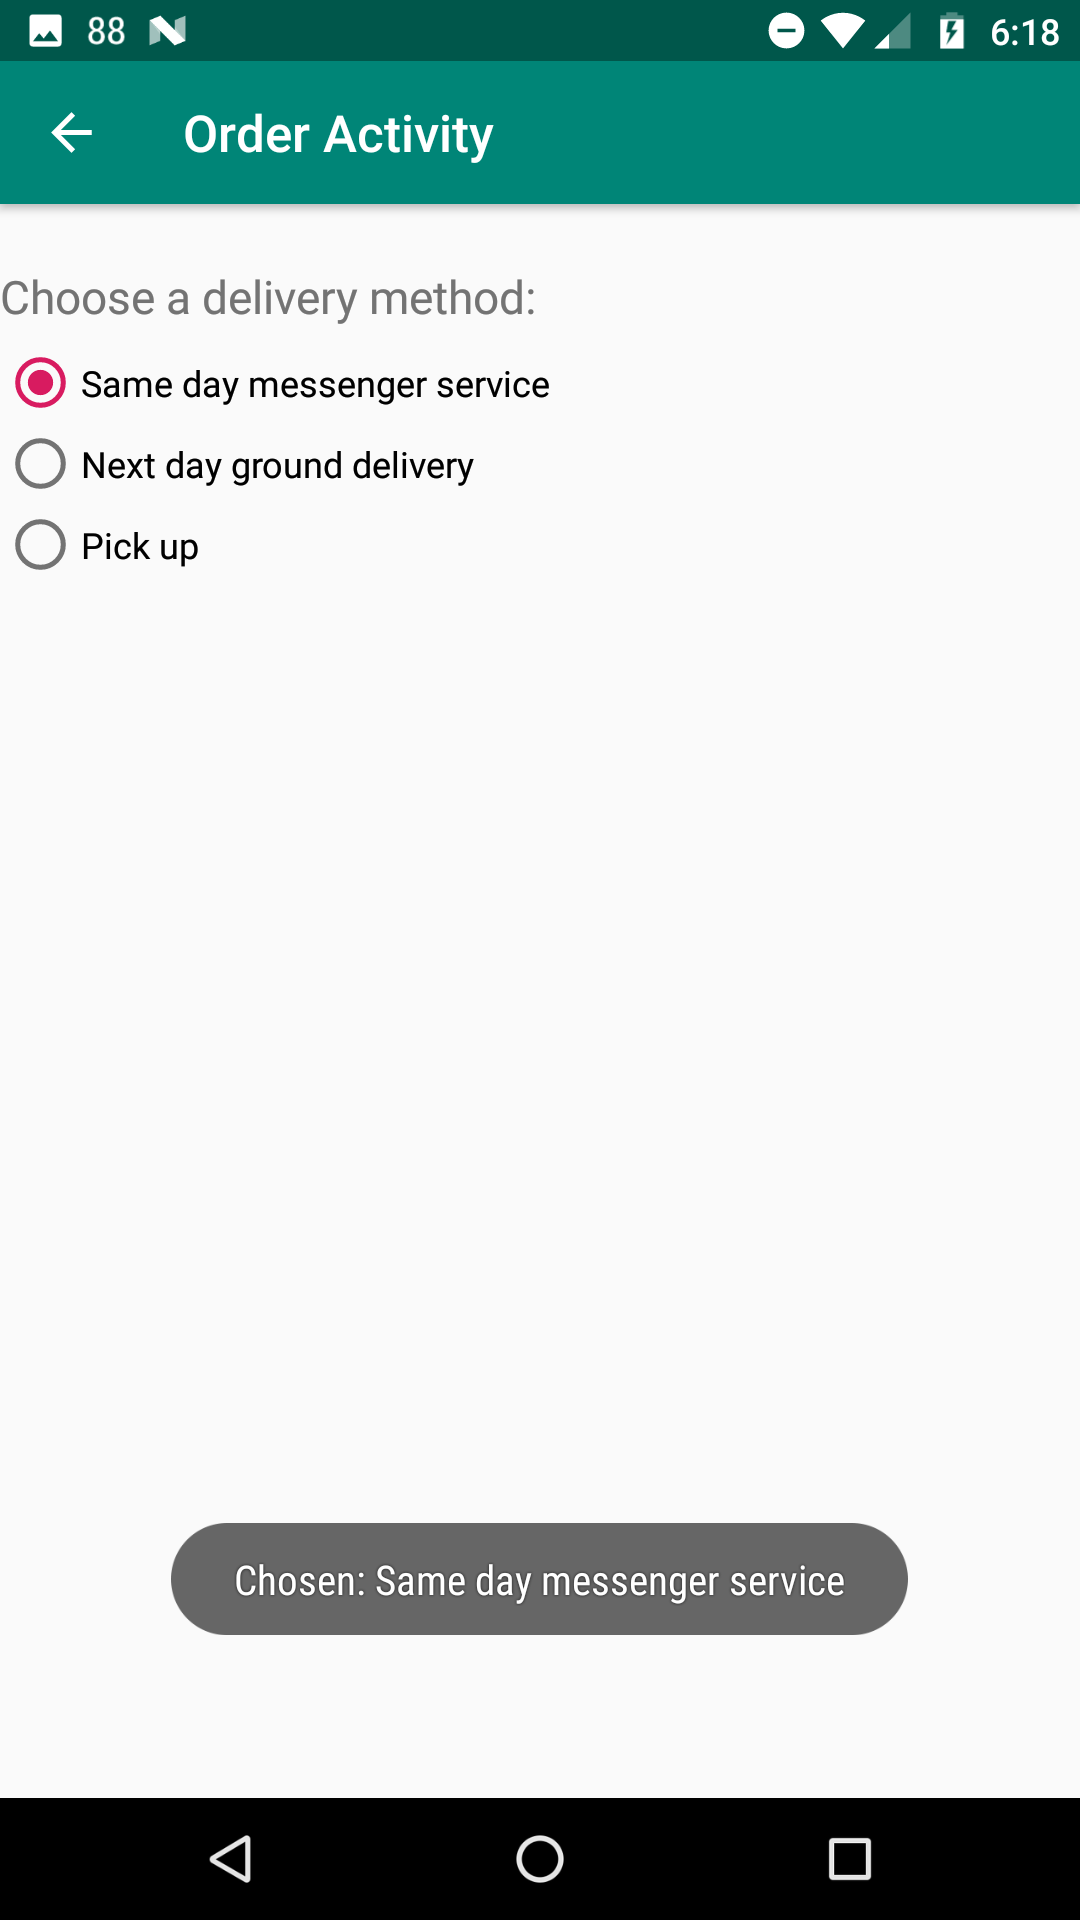 88 6:18
Order Activity
Choose a delivery method:
Same day messenger service
Next day ground delivery
Pick up
Chosen: Same day messenger service